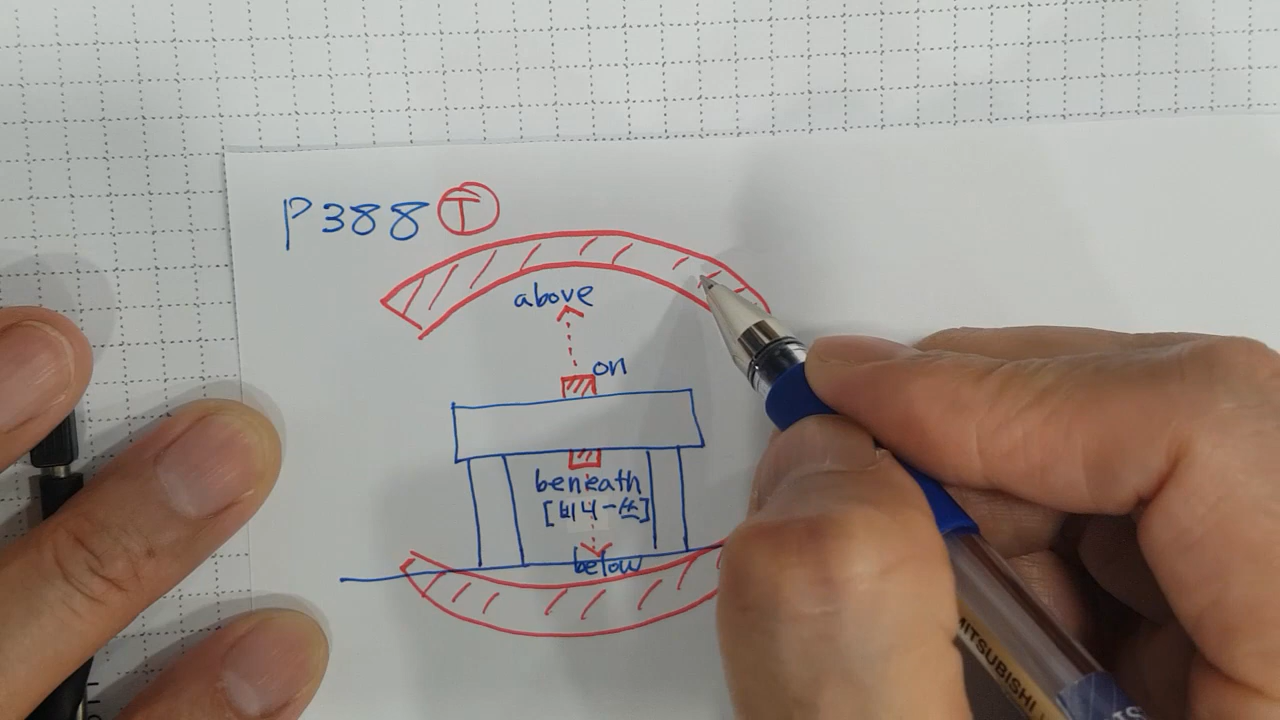 P388 T
above
on
beneath
[비니-쓰]
below
MITSUBISHI